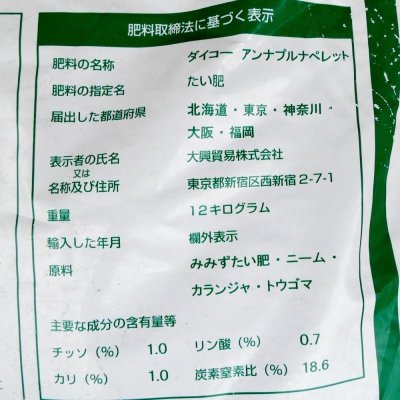 肥料取締法に基づく表示
肥料の名称 ダイコー アンナプルナペレット
肥料の指定名 たい肥
届出した都道府県 北海道・東京・神奈川・
大阪・福岡
表示者の氏名 大興貿易株式会社
又は
名称及び住所 東京都新宿区西新宿2-7-1
重量 12キログラム
輸入した年月 欄外表示
原料 みみずたい肥・ニーム・
カランジャ・トウゴマ
主要な成分の含有量等
チッソ(%) 1.0 リン酸(%) 0.7
カリ(%) 1.0 炭素窒素比(%) 18.6